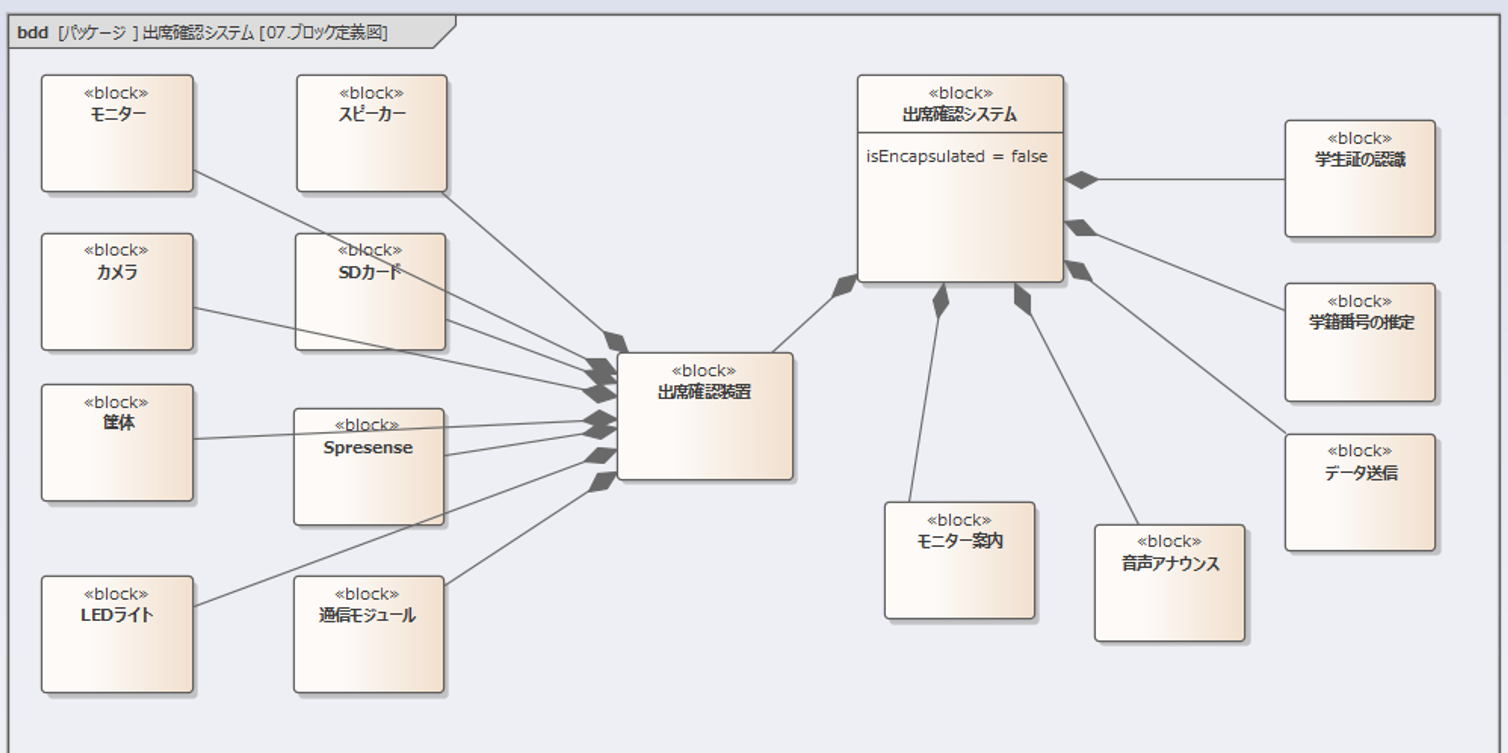 bdd [パッケージ ] 出席確認システム [ 07.ブロック定義図]
«block»
モニター
«block»
スピーカー
«block»
出席確認システム
isEncapsulated = false
«block»
学生証の認識
«block»
カメラ
«block»
SDカード
«block»
学籍番号の推定
«block»
出席確認装置
«block»
筐体
«block»
Spresense
«block»
データ送信
«block»
モニター案内
«block»
音声アナウンス
«block»
LEDライト
«block»
通信モジュール